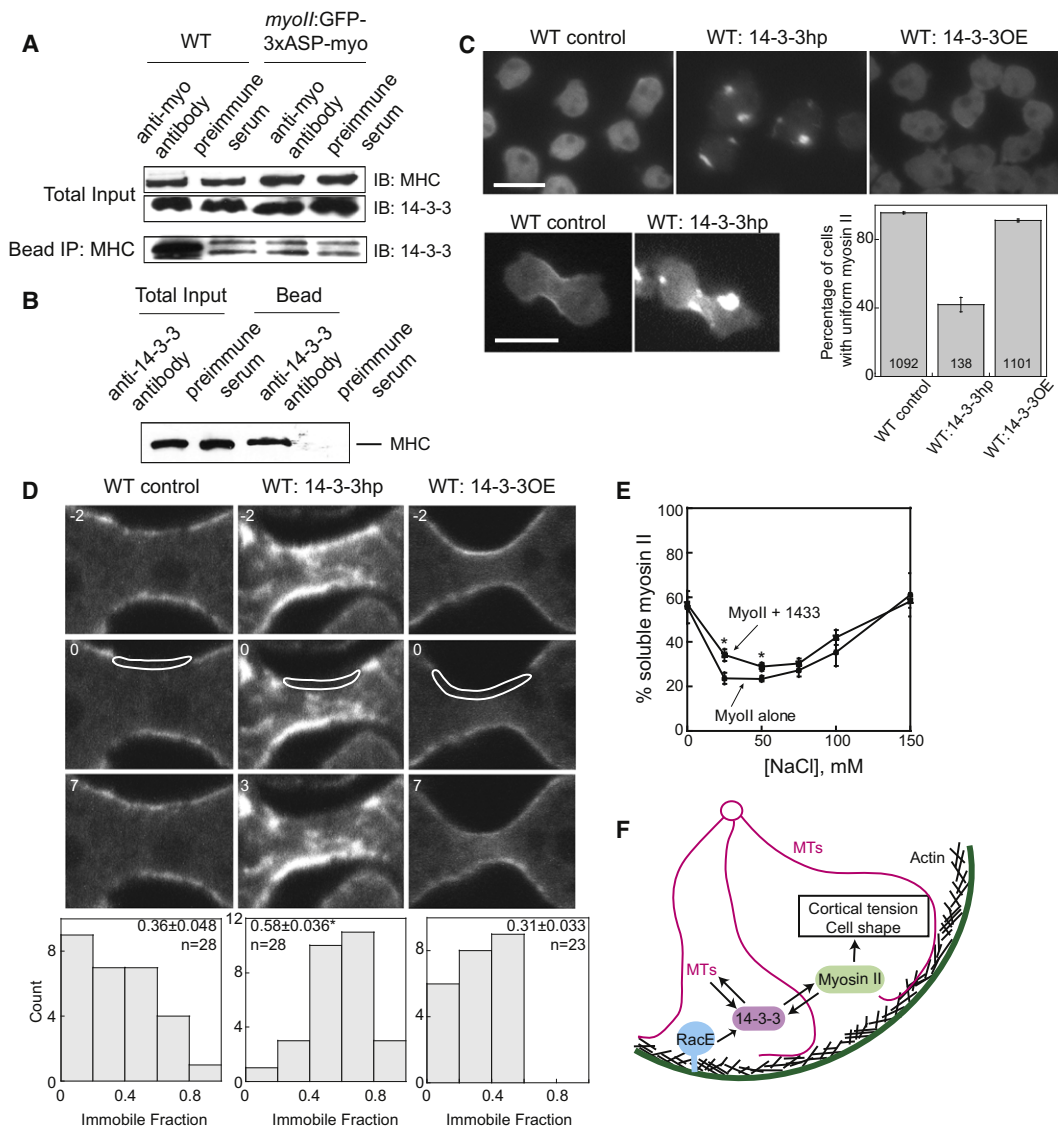 A
WT
myoII:GFP-
3xASP-myo
anti-myo
antibody
preimmune
serum
anti-myo
antibody
preimmune
serum
Total Input
IB: MHC
IB: 14-3-3
Bead IP: MHC
IB: 14-3-3
B
Total Input
Bead
anti-14-3-3
antibody
preimmune
serum
anti-14-3-3
antibody
preimmune
serum
MHC
C
WT control
WT: 14-3-3hp
WT: 14-3-3OE
WT control
WT: 14-3-3hp
Percentage of cells
with uniform myosin II
80
40
0
1092
138
1101
WT control
WT:14-3-3hp
WT:14-3-3OE
D
WT control
WT: 14-3-3hp
WT: 14-3-3OE
-2
-2
-2
0
0
0
7
3
7
Count
8
4
0
0.36±0.048
n=28
0
0.4
0.8
Immobile Fraction
12
8
4
0
0.58±0.036*
n=28
0
0.4
0.8
Immobile Fraction
8
4
0
0.31±0.033
n=23
0
0.4
0.8
Immobile Fraction
E
% soluble myosin II
100
80
60
40
20
0
MyoII + 1433
*
*
MyoII alone
0
50
100
150
[NaCl], mM
F
MTs
Actin
Cortical tension
Cell shape
MTs
Myosin II
14-3-3
RacE